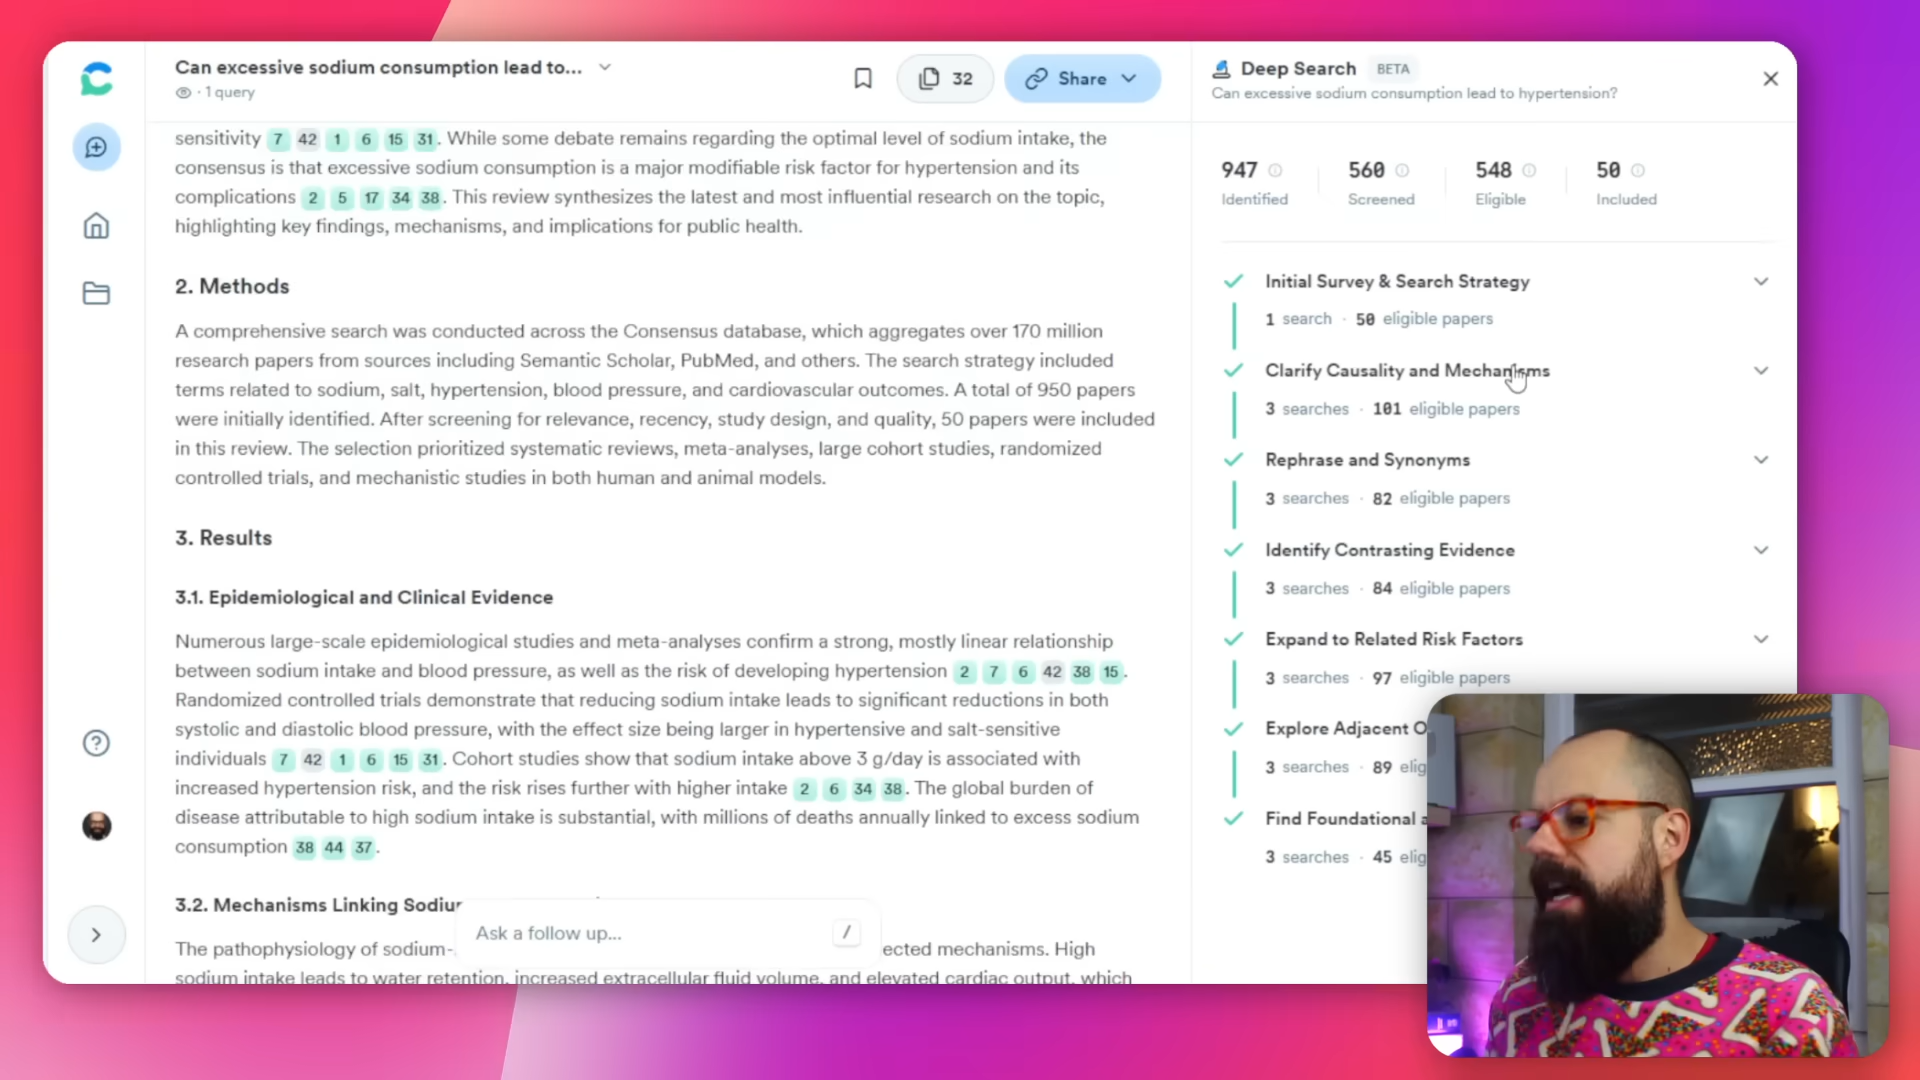 Can excessive sodium consumption lead to...
· 1 query
32
Share
sensitivity 7 42 1 6 15 31. While some debate remains regarding the optimal level of sodium intake, the
consensus is that excessive sodium consumption is a major modifiable risk factor for hypertension and its
complications 2 5 17 34 38. This review synthesizes the latest and most influential research on the topic,
highlighting key findings, mechanisms, and implications for public health.
2. Methods
A comprehensive search was conducted across the Consensus database, which aggregates over 170 million
research papers from sources including Semantic Scholar, PubMed, and others. The search strategy included
terms related to sodium, salt, hypertension, blood pressure, and cardiovascular outcomes. A total of 950 papers
were initially identified. After screening for relevance, recency, study design, and quality, 50 papers were included
in this review. The selection prioritized systematic reviews, meta-analyses, large cohort studies, randomized
controlled trials, and mechanistic studies in both human and animal models.
3. Results
3.1. Epidemiological and Clinical Evidence
Numerous large-scale epidemiological studies and meta-analyses confirm a strong, mostly linear relationship
between sodium intake and blood pressure, as well as the risk of developing hypertension 2 7 6 42 38 15.
Randomized controlled trials demonstrate that reducing sodium intake leads to significant reductions in both
systolic and diastolic blood pressure, with the effect size being larger in hypertensive and salt-sensitive
individuals 7 42 1 6 15 31. Cohort studies show that sodium intake above 3 g/day is associated with
increased hypertension risk, and the risk rises further with higher intake 2 6 34 38. The global burden of
disease attributable to high sodium intake is substantial, with millions of deaths annually linked to excess sodium
consumption 38 44 37.
3.2. Mechanisms Linking Sodiu
The pathophysiology of sodium- ected mechanisms. High
sodium intake leads to water retention, increased extracellular fluid volume, and elevated cardiac output, which
Ask a follow up... /
Deep Search BETA
Can excessive sodium consumption lead to hypertension?
947 560 548 50
Identified Screened Eligible Included
Initial Survey & Search Strategy
1 search · 50 eligible papers
Clarify Causality and Mechanisms
3 searches · 101 eligible papers
Rephrase and Synonyms
3 searches · 82 eligible papers
Identify Contrasting Evidence
3 searches · 84 eligible papers
Expand to Related Risk Factors
3 searches · 97 eligible papers
Explore Adjacent O
3 searches · 89 elig
Find Foundational a
3 searches · 45 elig